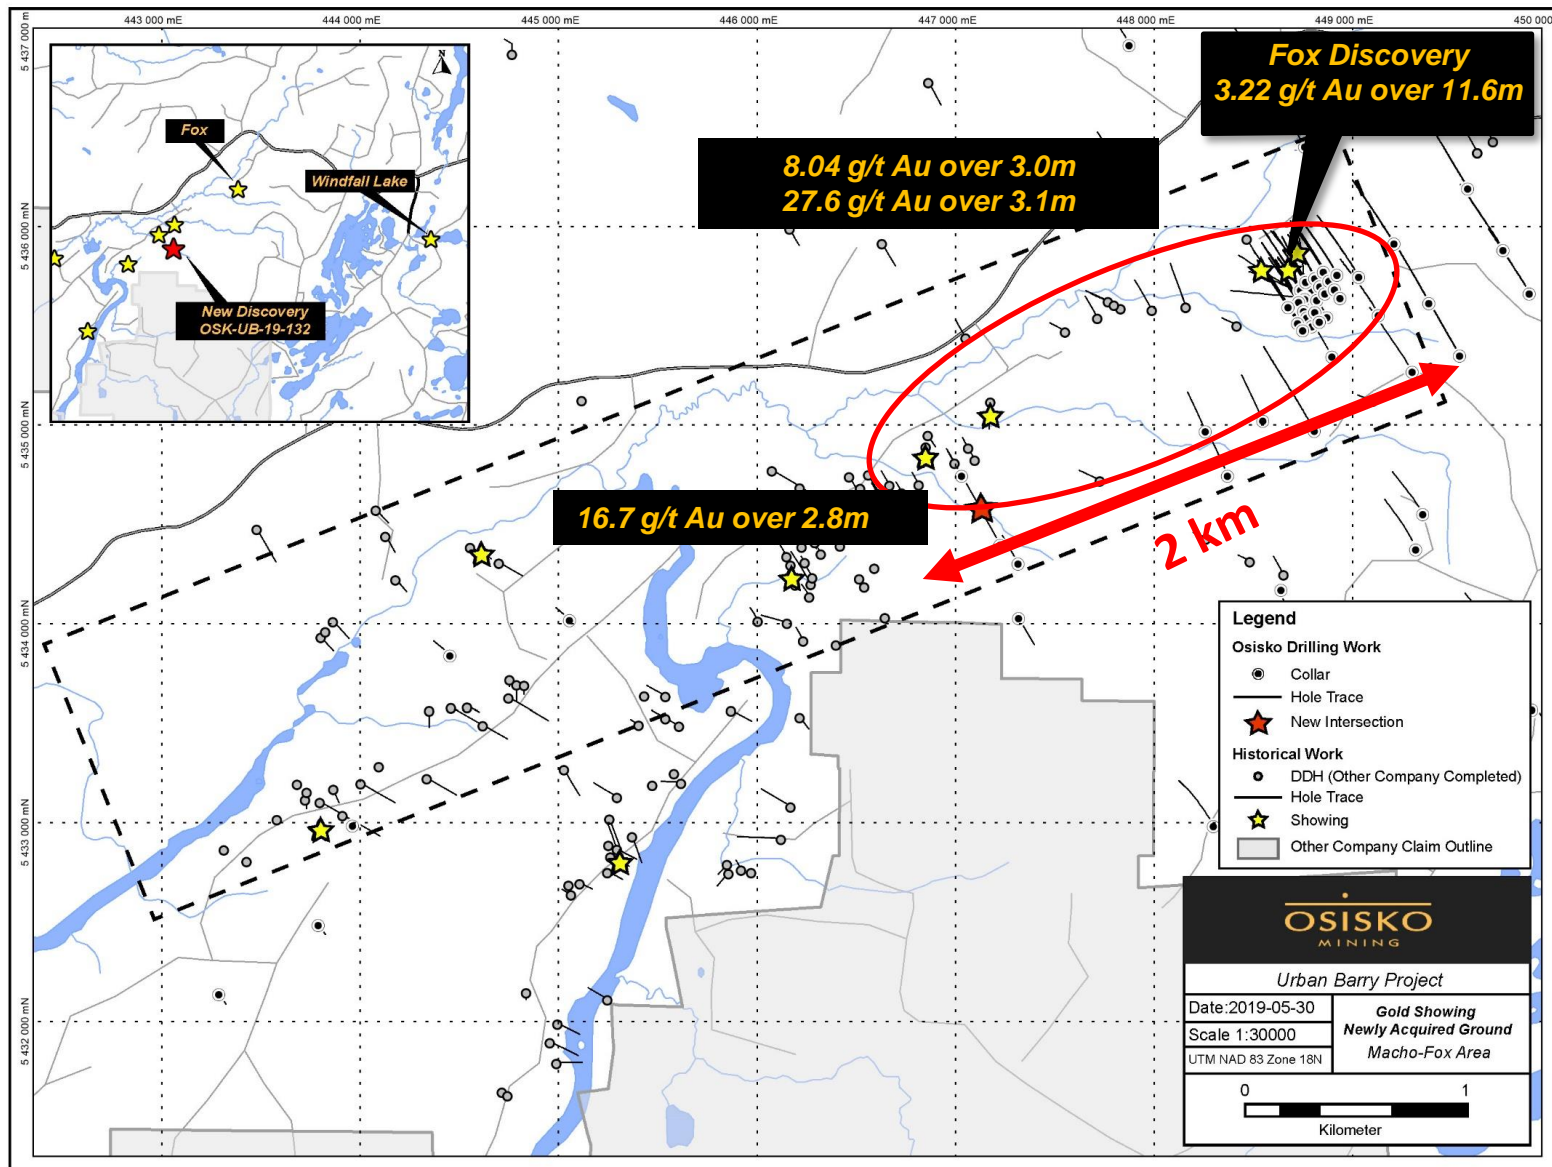 443 000 mE
444 000 mE
445 000 mE
446 000 mE
447 000 mE
448 000 mE
449 000 mE
450 000
5 437 000 m
5 436 000 mN
5 435 000 mN
5 434 000 mN
5 433 000 mN
5 432 000 mN
N
Fox
Windfall Lake
New Discovery
OSK-UB-19-132
Fox Discovery
3.22 g/t Au over 11.6m
8.04 g/t Au over 3.0m
27.6 g/t Au over 3.1m
16.7 g/t Au over 2.8m
2 km
Legend
Osisko Drilling Work
Collar
Hole Trace
New Intersection
Historical Work
DDH (Other Company Completed)
Hole Trace
Showing
Other Company Claim Outline
OSISKO
MINING
Urban Barry Project
Date:2019-05-30
Scale 1:30000
UTM NAD 83 Zone 18N
Gold Showing
Newly Acquired Ground
Macho-Fox Area
0 1
Kilometer